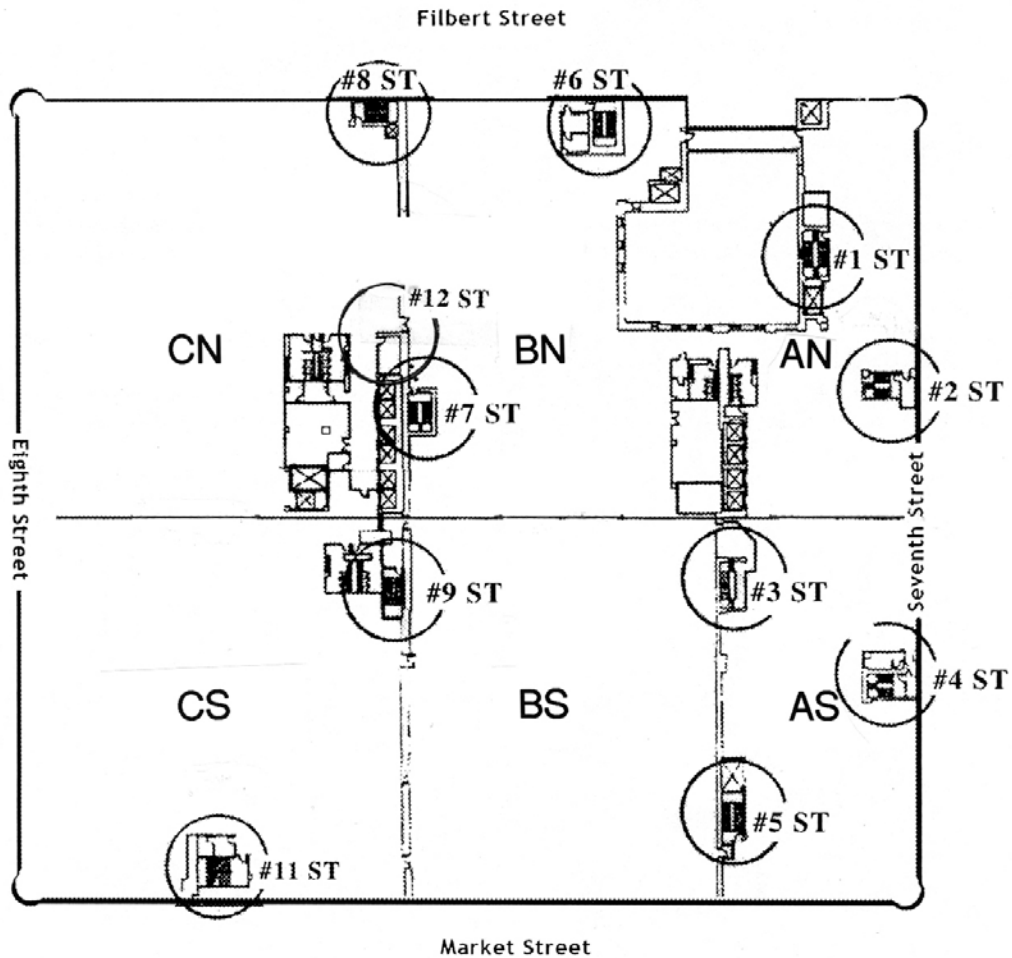 Filbert Street
#8 ST
#6 ST
#1 ST
#12 ST
CN
BN
AN
#2 ST
#7 ST
Eighth Street
Seventh Street
#9 ST
#3 ST
#4 ST
CS
BS
AS
#5 ST
#11 ST
Market Street